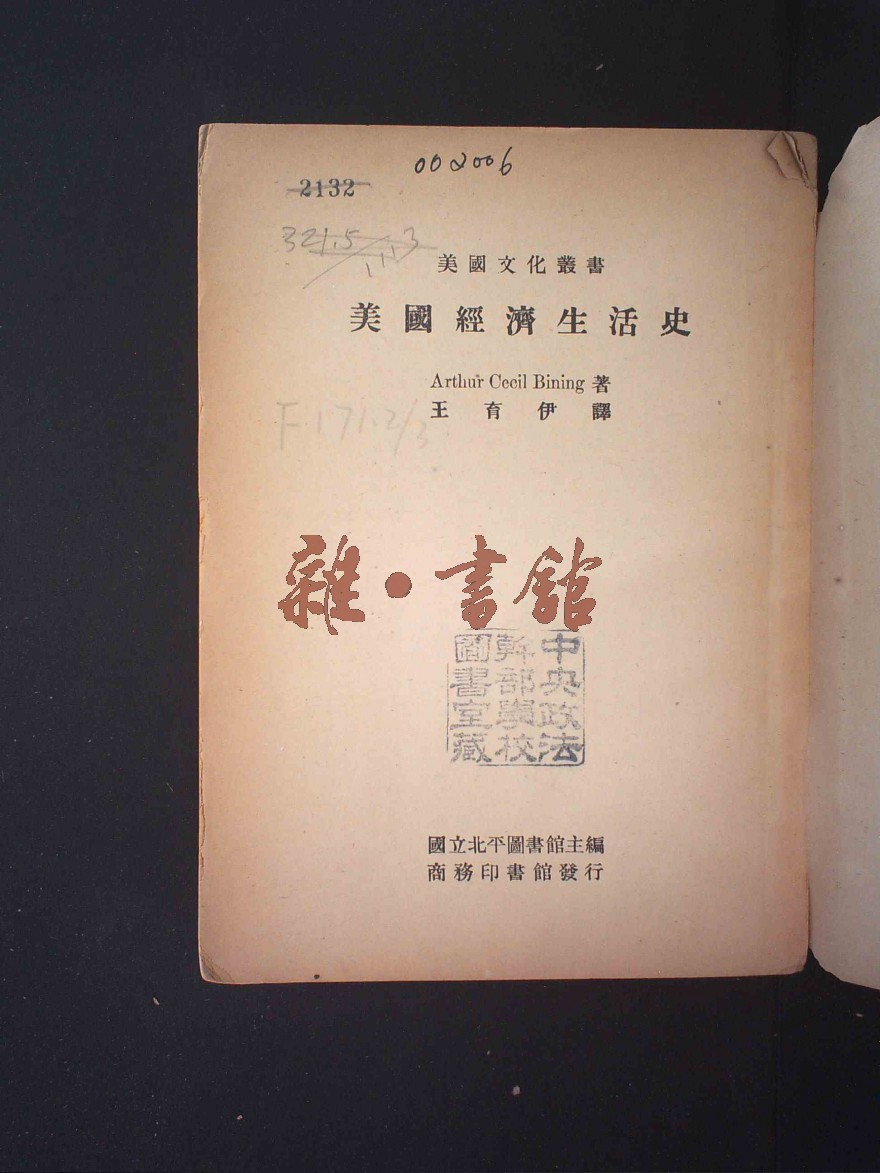 002006
2132
321.5
1113
美國文化叢書
美國經濟生活史
Arthur Cecil Bining 著
王育伊譯
F171.2/3
雜·書館
中央政法
幹部學校
圖書室藏
國立北平圖書館主編
商務印書館發行